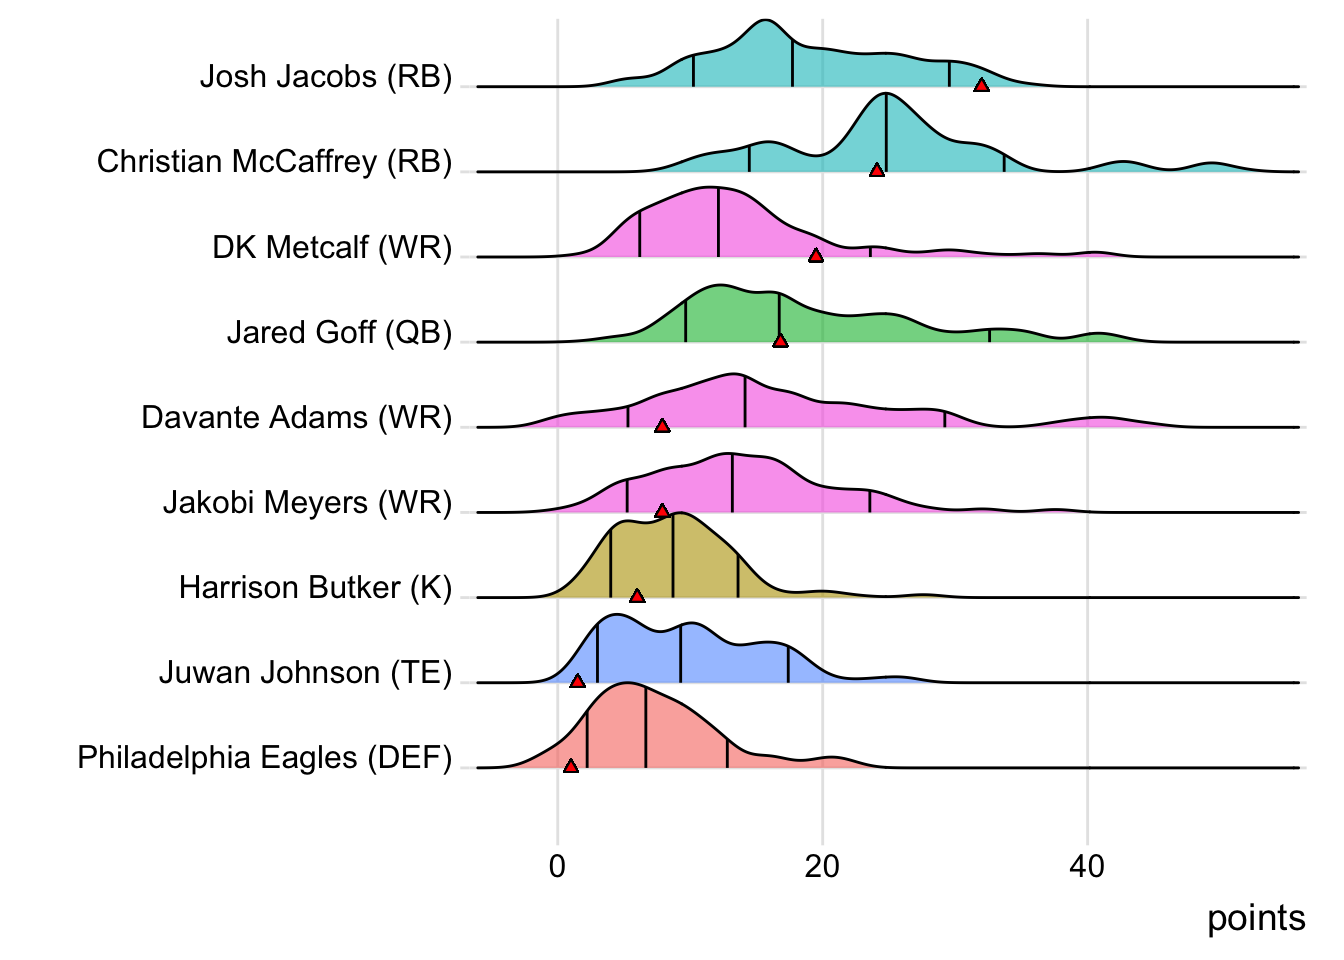 Josh Jacobs (RB)
Christian McCaffrey (RB)
DK Metcalf (WR)
Jared Goff (QB)
Davante Adams (WR)
Jakobi Meyers (WR)
Harrison Butker (K)
Juwan Johnson (TE)
Philadelphia Eagles (DEF)
0 20 40
points